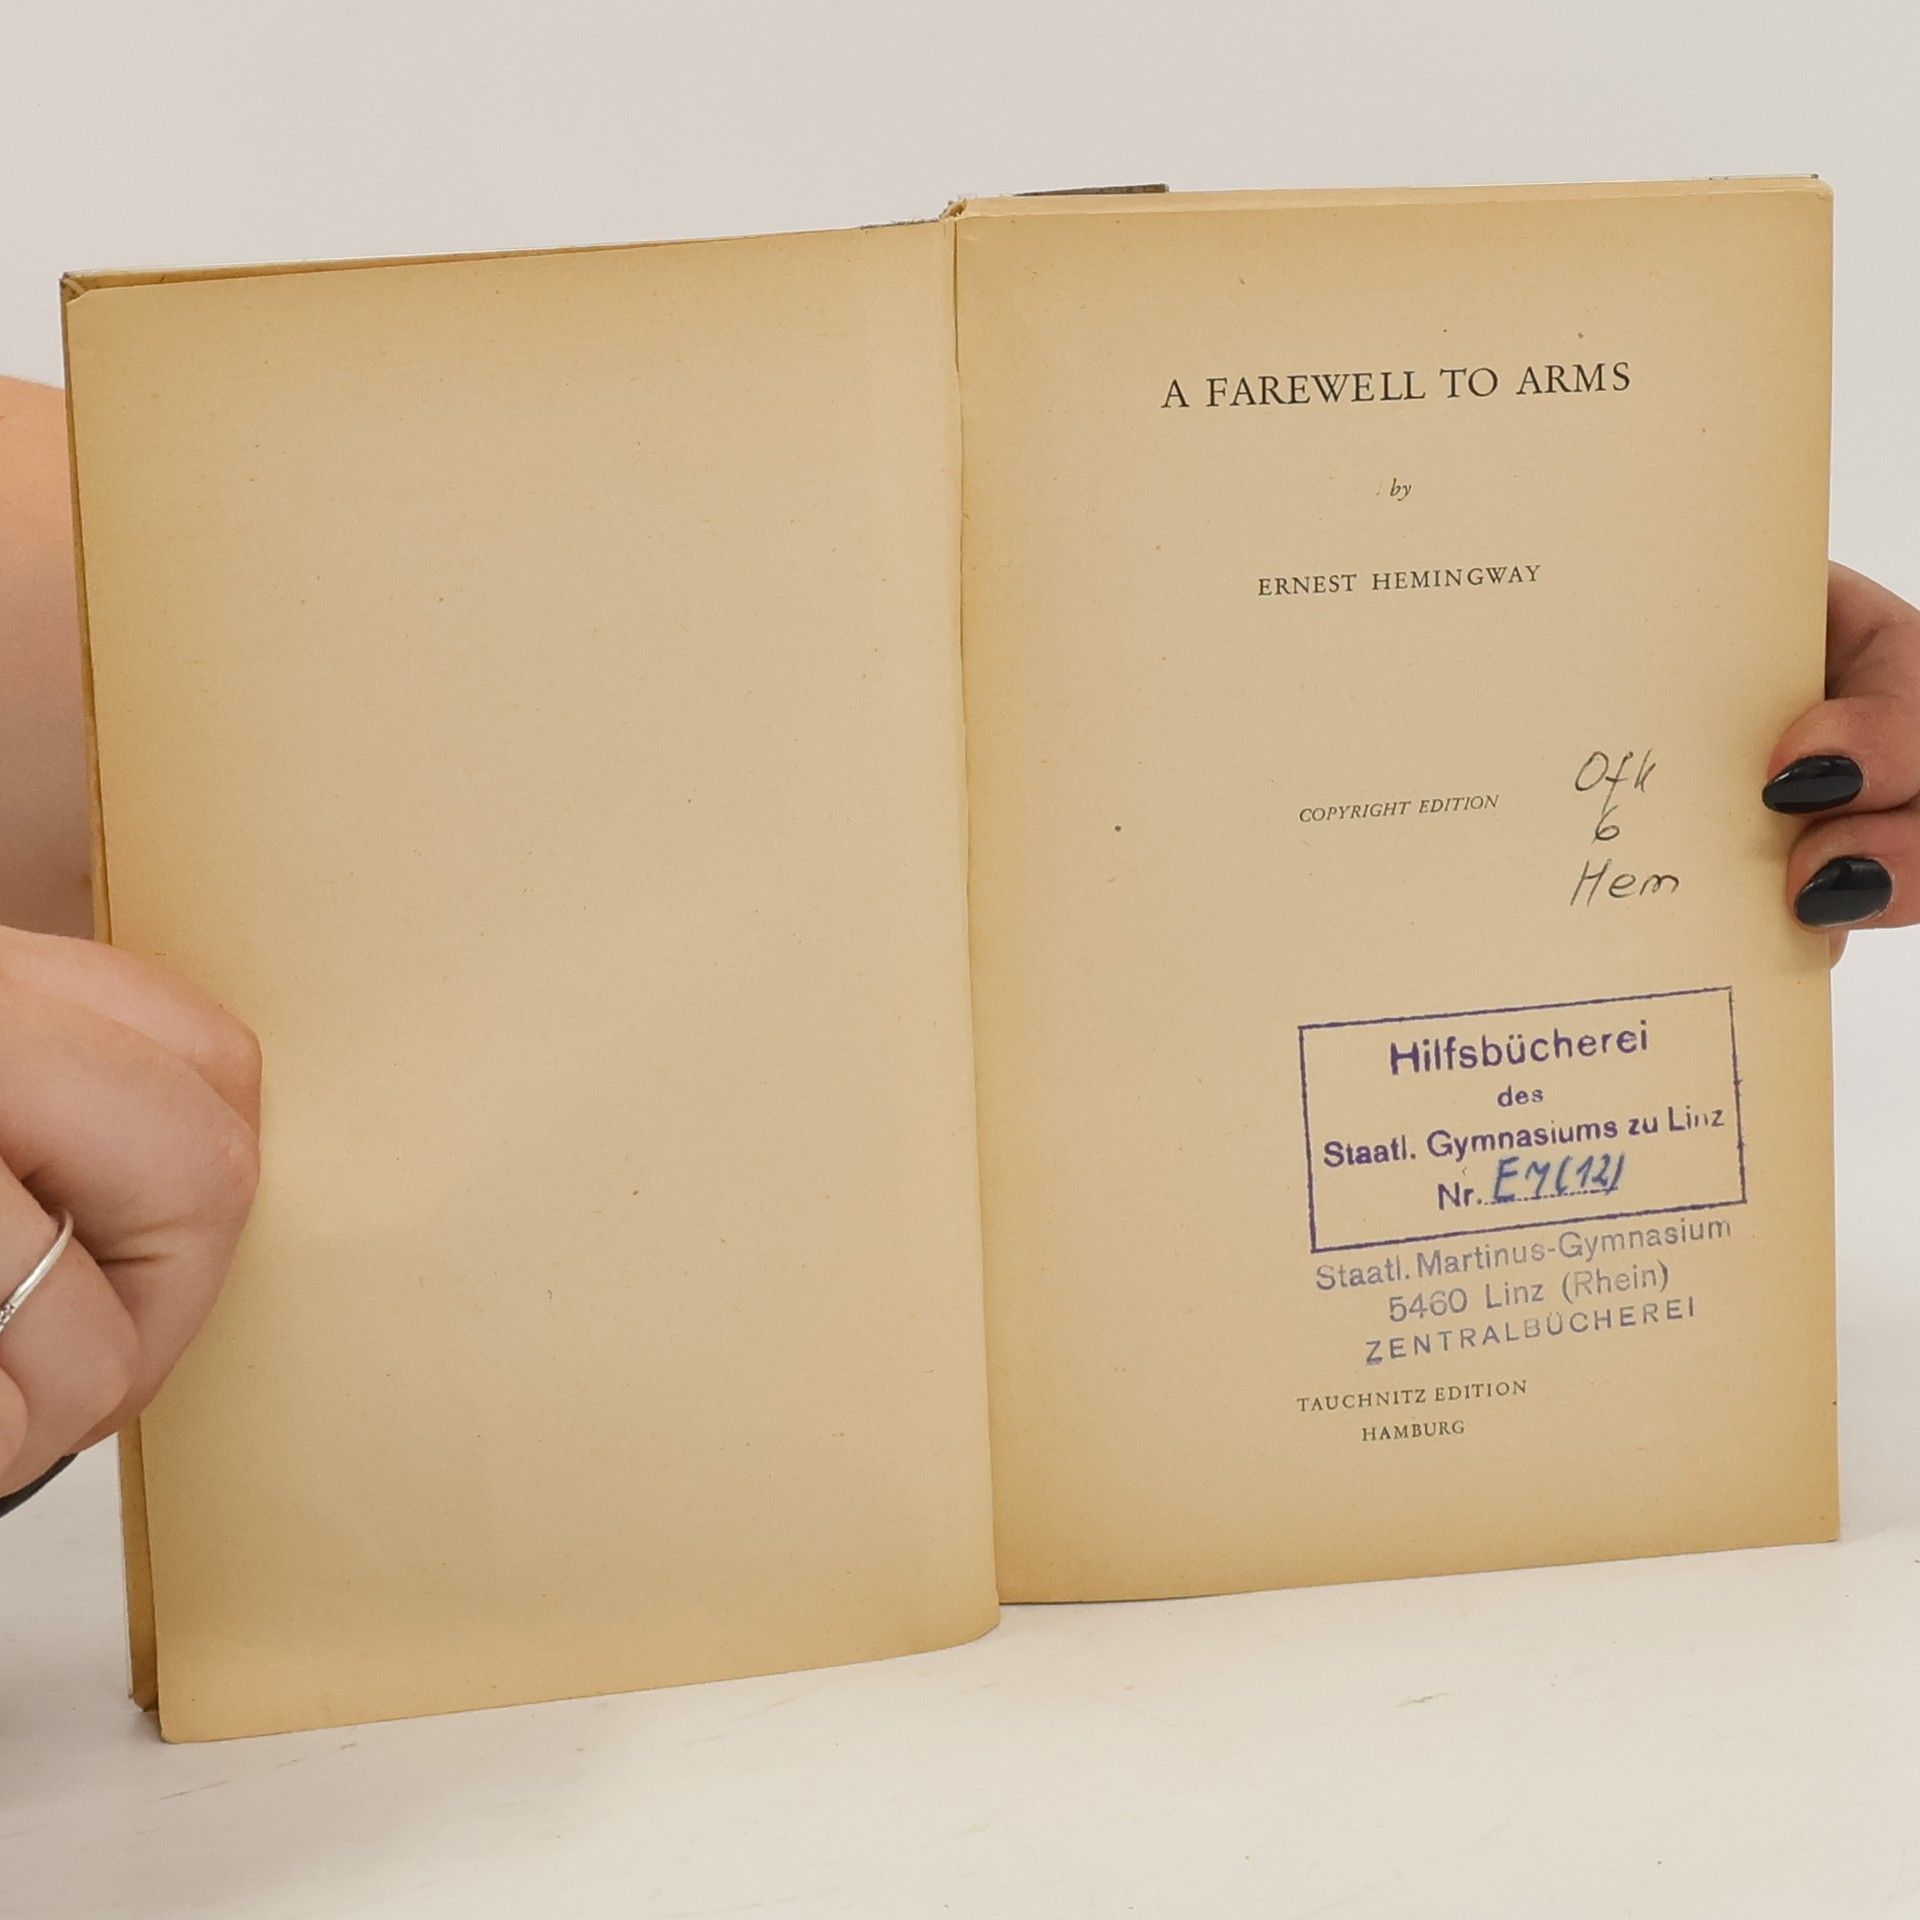 A FAREWELL TO ARMS
by
ERNEST HEMINGWAY
COPYRIGHT EDITION
Ofk
6
Hem
Hilfsbücherei
des
Staatl. Gymnasiums zu Linz
Nr. E7(12)
Staatl. Martinus-Gymnasium
5460 Linz (Rhein)
ZENTRALBÜCHEREI
TAUCHNITZ EDITION
HAMBURG